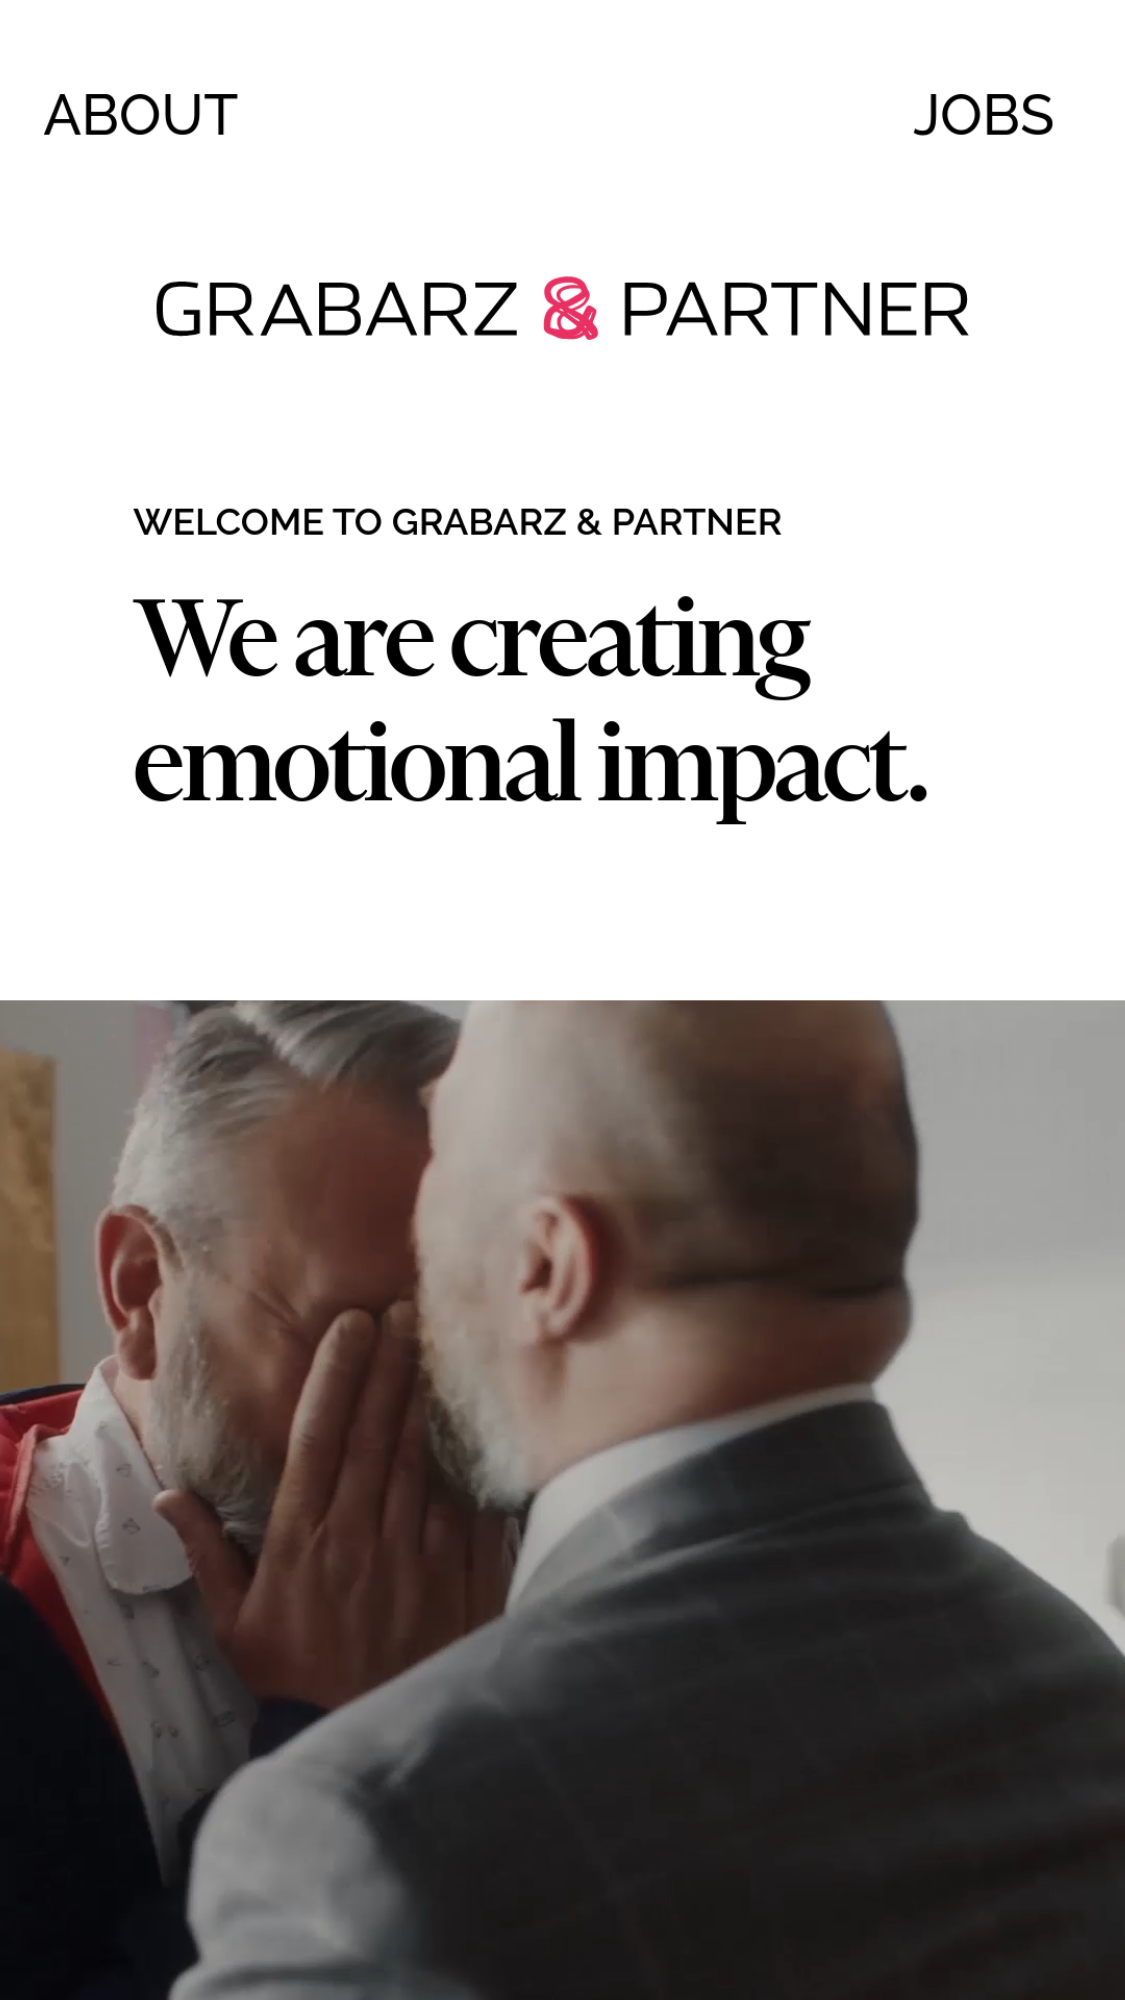 ABOUT
JOBS
GRABARZ & PARTNER
WELCOME TO GRABARZ & PARTNER
We are creating
emotional impact.